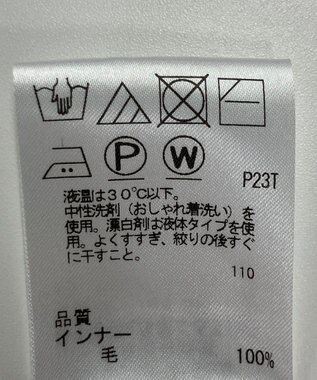 P
W
P23T
液温は30℃以下。
中性洗剤（おしゃれ着洗い）を
使用。漂白剤は液体タイプを使
用。よくすすぎ、絞りの後すぐ
に干すこと。
110
品質
インナー
毛 100%